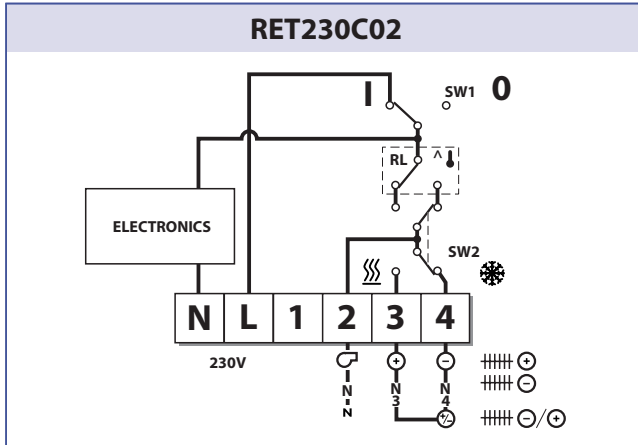 RET230C02
I SW1 0
RL ^
ELECTRONICS
SW2
N L 1 2 3 4
230V
+ − +
N N N −
N 3 4
+/− −/+